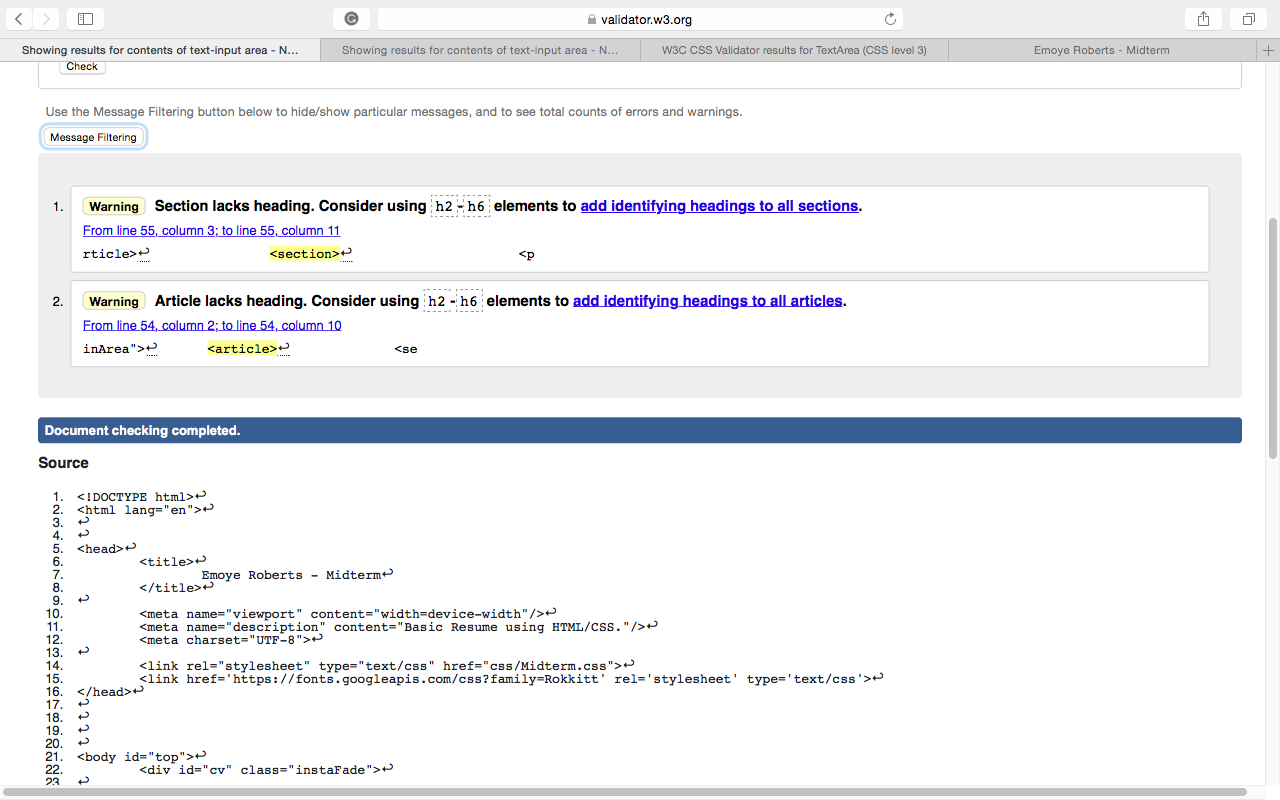 validator.w3.org
Showing results for contents of text-input area - N...
Showing results for contents of text-input area - N...
W3C CSS Validator results for TextArea (CSS level 3)
Emoye Roberts - Midterm
Check
Use the Message Filtering button below to hide/show particular messages, and to see total counts of errors and warnings.
Message Filtering
1. Warning Section lacks heading. Consider using h2-h6 elements to add identifying headings to all sections.
From line 55, column 3; to line 55, column 11
rticle>↩ <section>↩ <p
2. Warning Article lacks heading. Consider using h2-h6 elements to add identifying headings to all articles.
From line 54, column 2; to line 54, column 10
inArea">↩ <article>↩ <se
Document checking completed.
Source
1. <!DOCTYPE html>↩
2. <html lang="en">↩
3. ↩
4. ↩
5. <head>↩
6. <title>↩
7. Emoye Roberts - Midterm↩
8. </title>↩
9. ↩
10. <meta name="viewport" content="width=device-width"/>↩
11. <meta name="description" content="Basic Resume using HTML/CSS."/>↩
12. <meta charset="UTF-8">↩
13. ↩
14. <link rel="stylesheet" type="text/css" href="css/Midterm.css">↩
15. <link href='https://fonts.googleapis.com/css?family=Rokkitt' rel='stylesheet' type='text/css'>↩
16. </head>↩
17. ↩
18. ↩
19. ↩
20. ↩
21. <body id="top">↩
22. <div id="cv" class="instaFade">↩
23. ↩